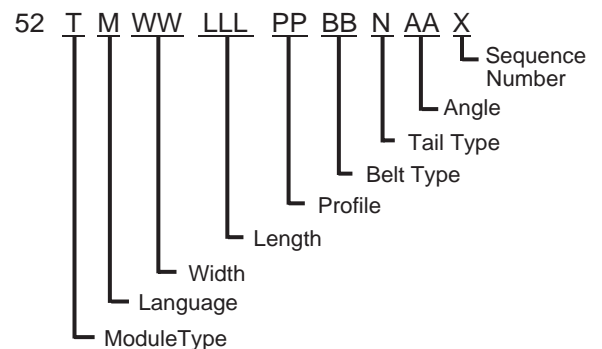 52 T M WW LLL PP BB N AA X
Sequence
Number
Angle
Tail Type
Belt Type
Profile
Length
Width
Language
ModuleType